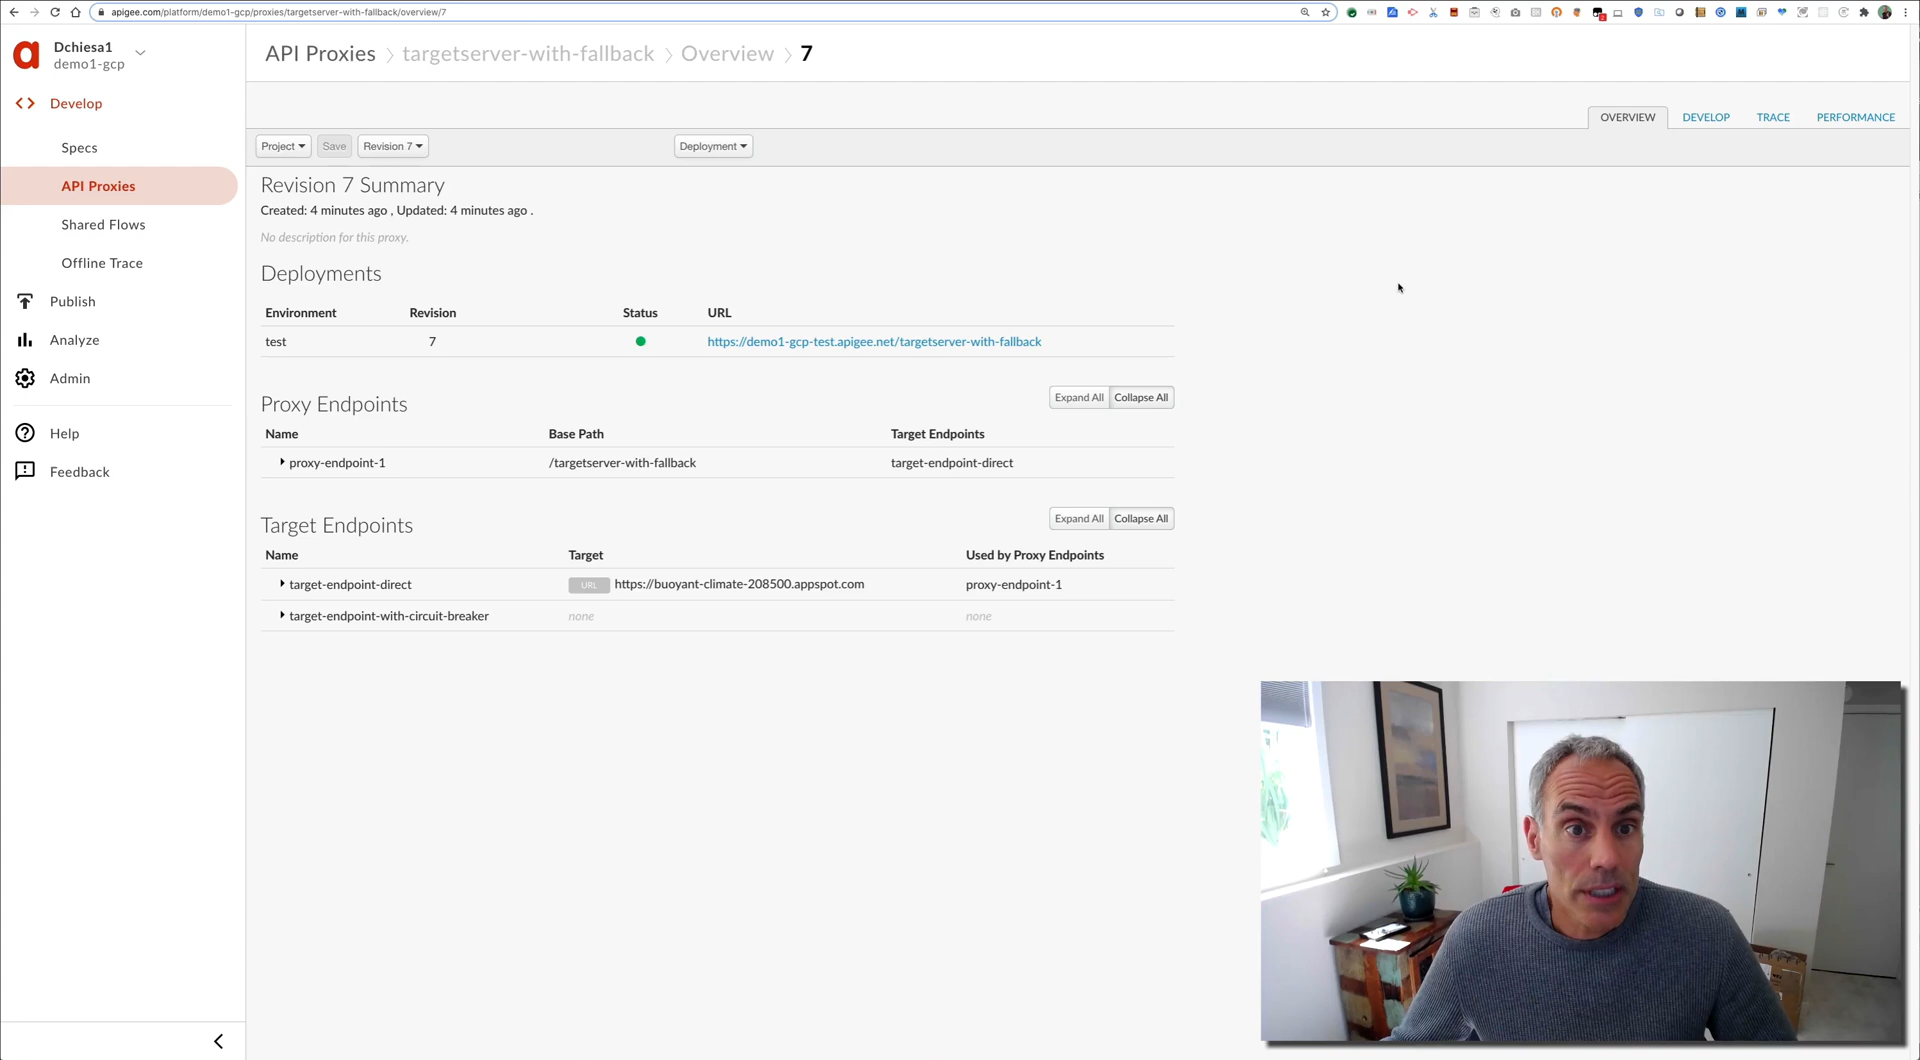 apigee.com/platform/demo1-gcp/proxies/targetserver-with-fallback/overview/7
Dchiesa1
demo1-gcp
Develop
Specs
API Proxies
Shared Flows
Offline Trace
Publish
Analyze
Admin
Help
Feedback
API Proxies > targetserver-with-fallback > Overview > 7
OVERVIEW DEVELOP TRACE PERFORMANCE
Project Save Revision 7 Deployment
Revision 7 Summary
Created: 4 minutes ago , Updated: 4 minutes ago .
No description for this proxy.
Deployments
Environment Revision Status URL
test 7 https://demo1-gcp-test.apigee.net/targetserver-with-fallback
Proxy Endpoints Expand All Collapse All
Name Base Path Target Endpoints
proxy-endpoint-1 /targetserver-with-fallback target-endpoint-direct
Target Endpoints Expand All Collapse All
Name Target Used by Proxy Endpoints
target-endpoint-direct URL https://buoyant-climate-208500.appspot.com proxy-endpoint-1
target-endpoint-with-circuit-breaker none none